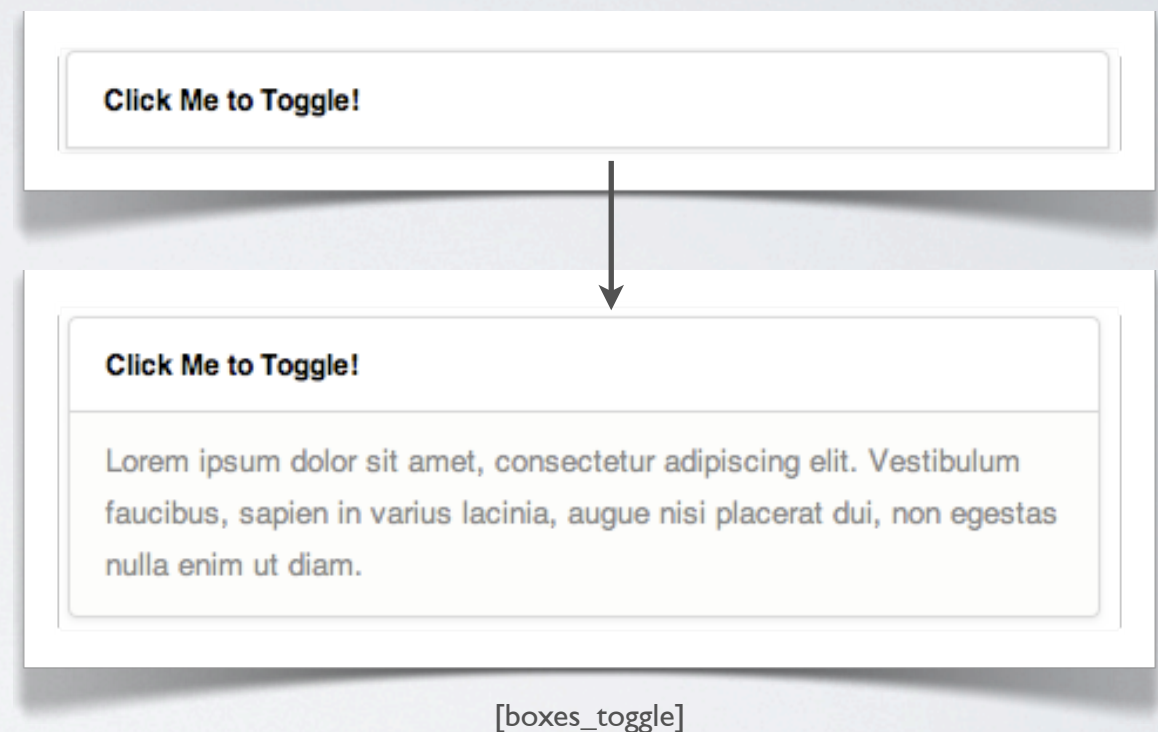 Click Me to Toggle!
Click Me to Toggle!
Lorem ipsum dolor sit amet, consectetur adipiscing elit. Vestibulum
faucibus, sapien in varius lacinia, augue nisi placerat dui, non egestas
nulla enim ut diam.
[boxes_toggle]